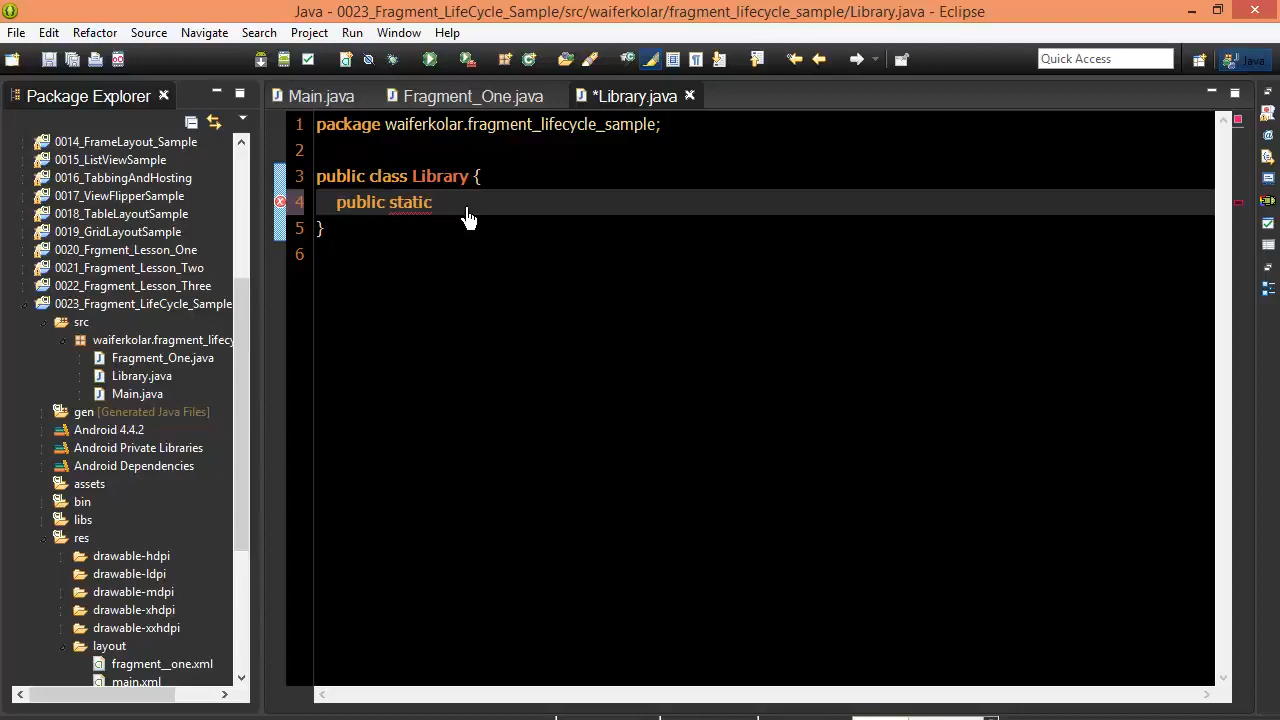 Java - 0023_Fragment_LifeCycle_Sample/src/waiferkolar/fragment_lifecycle_sample/Library.java - Eclipse
File Edit Refactor Source Navigate Search Project Run Window Help
Quick Access
Java
Package Explorer
Main.java
Fragment_One.java
*Library.java
0014_FrameLayout_Sample
0015_ListViewSample
0016_TabbingAndHosting
0017_ViewFlipperSample
0018_TableLayoutSample
0019_GridLayoutSample
0020_Frgment_Lesson_One
0021_Fragment_Lesson_Two
0022_Fragment_Lesson_Three
0023_Fragment_LifeCycle_Sample
src
waiferkolar.fragment_lifecy
Fragment_One.java
Library.java
Main.java
gen [Generated Java Files]
Android 4.4.2
Android Private Libraries
Android Dependencies
assets
bin
libs
res
drawable-hdpi
drawable-ldpi
drawable-mdpi
drawable-xhdpi
drawable-xxhdpi
layout
fragment__one.xml
main.xml
1 package waiferkolar.fragment_lifecycle_sample;
2
3 public class Library {
4 public static
5 }
6